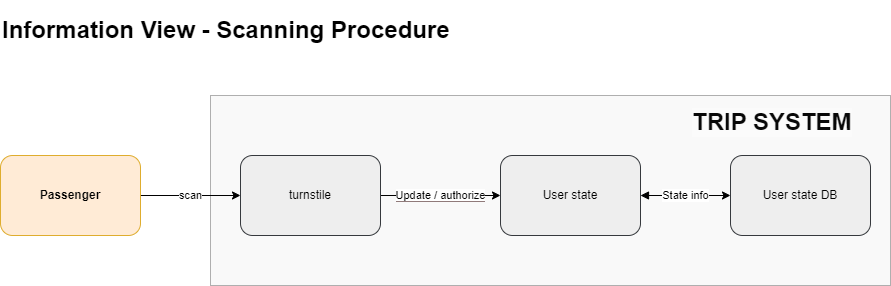 Information View - Scanning Procedure
TRIP SYSTEM
Passenger
scan
turnstile
Update / authorize
User state
State info
User state DB